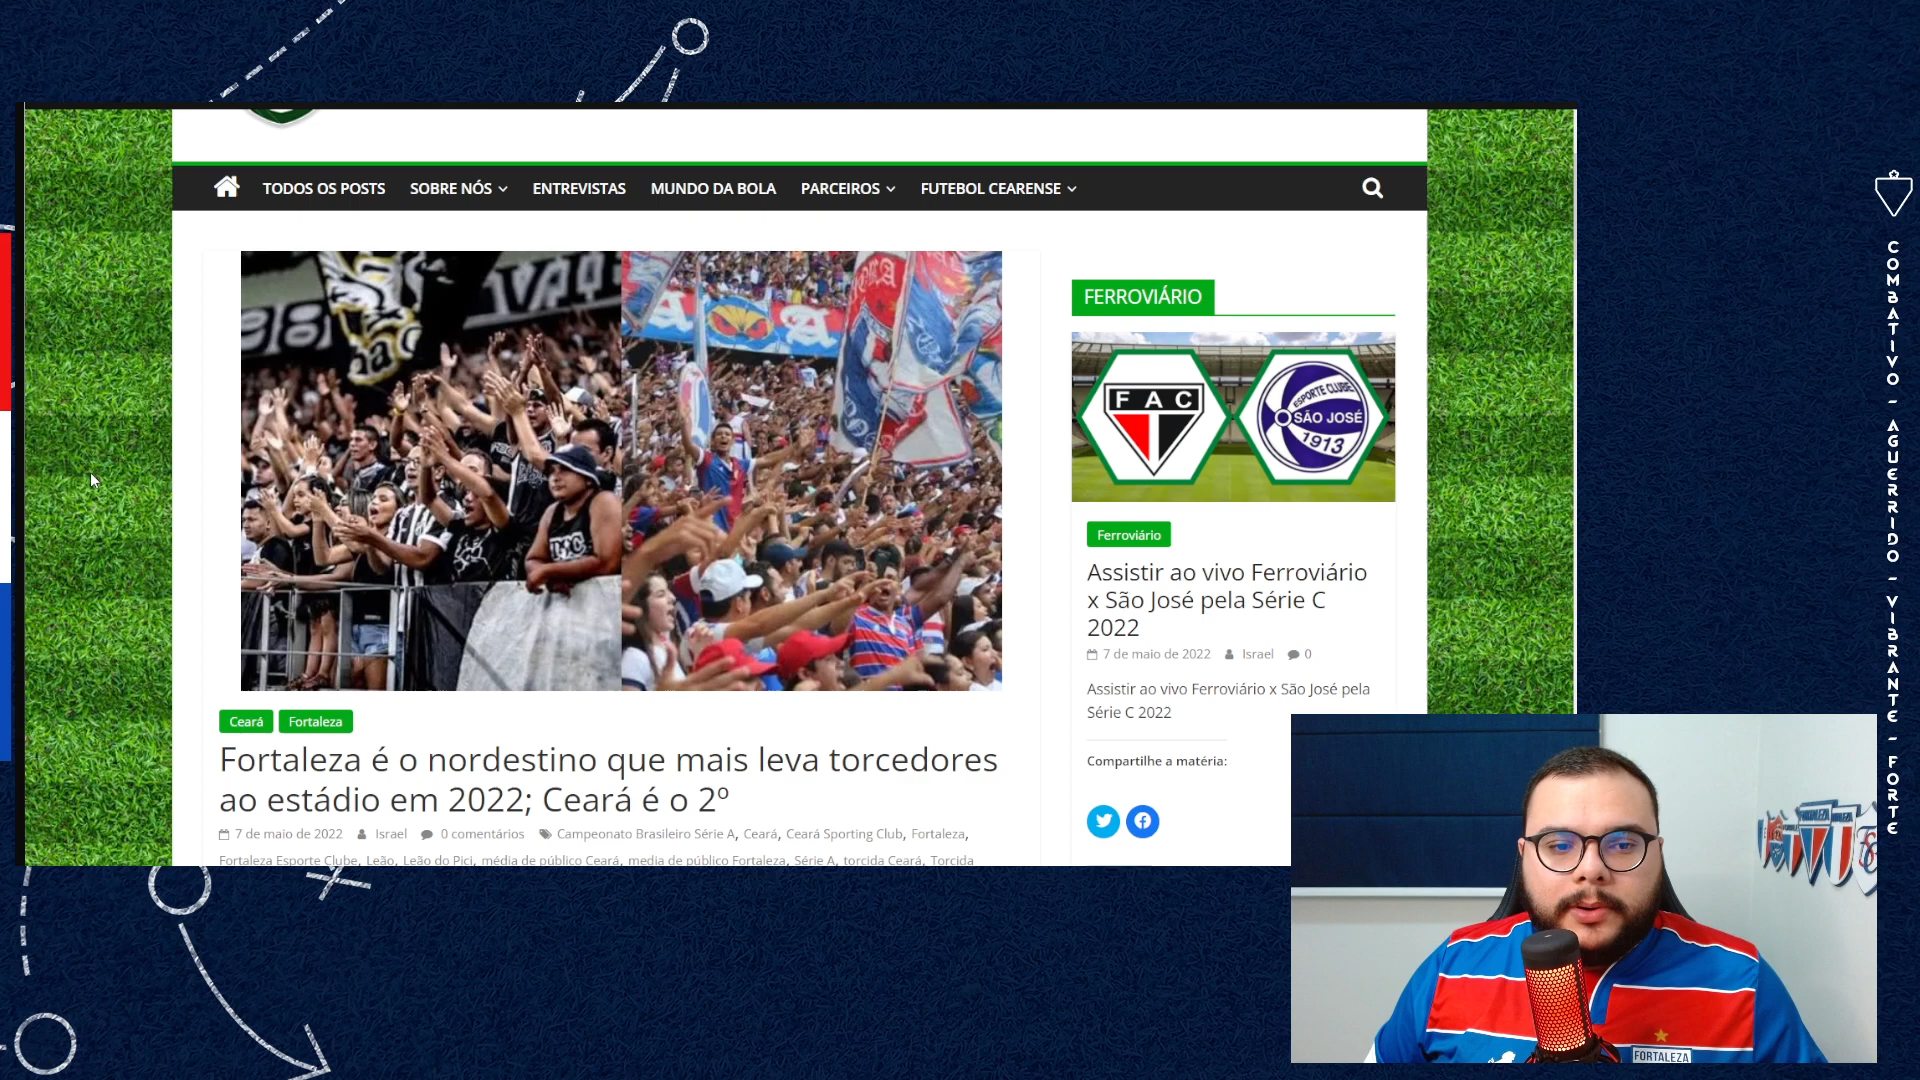 TODOS OS POSTS
SOBRE NÓS
ENTREVISTAS
MUNDO DA BOLA
PARCEIROS
FUTEBOL CEARENSE
Ceará
Fortaleza
Fortaleza é o nordestino que mais leva torcedores
ao estádio em 2022; Ceará é o 2º
7 de maio de 2022 Israel 0 comentários Campeonato Brasileiro Série A, Ceará, Ceará Sporting Club, Fortaleza,
Fortaleza Esporte Clube, Leão, Leão do Pici, média de público Ceará, media de público Fortaleza, Série A, torcida Ceará, Torcida
FERROVIÁRIO
FAC
ESPORTE CLUBE
SÃO JOSÉ
1913
Ferroviário
Assistir ao vivo Ferroviário
x São José pela Série C
2022
7 de maio de 2022 Israel 0
Assistir ao vivo Ferroviário x São José pela
Série C 2022
Compartilhe a matéria:
COMBATIVO - AGUERRIDO - VIBRANTE - FORTE
FORTALEZA